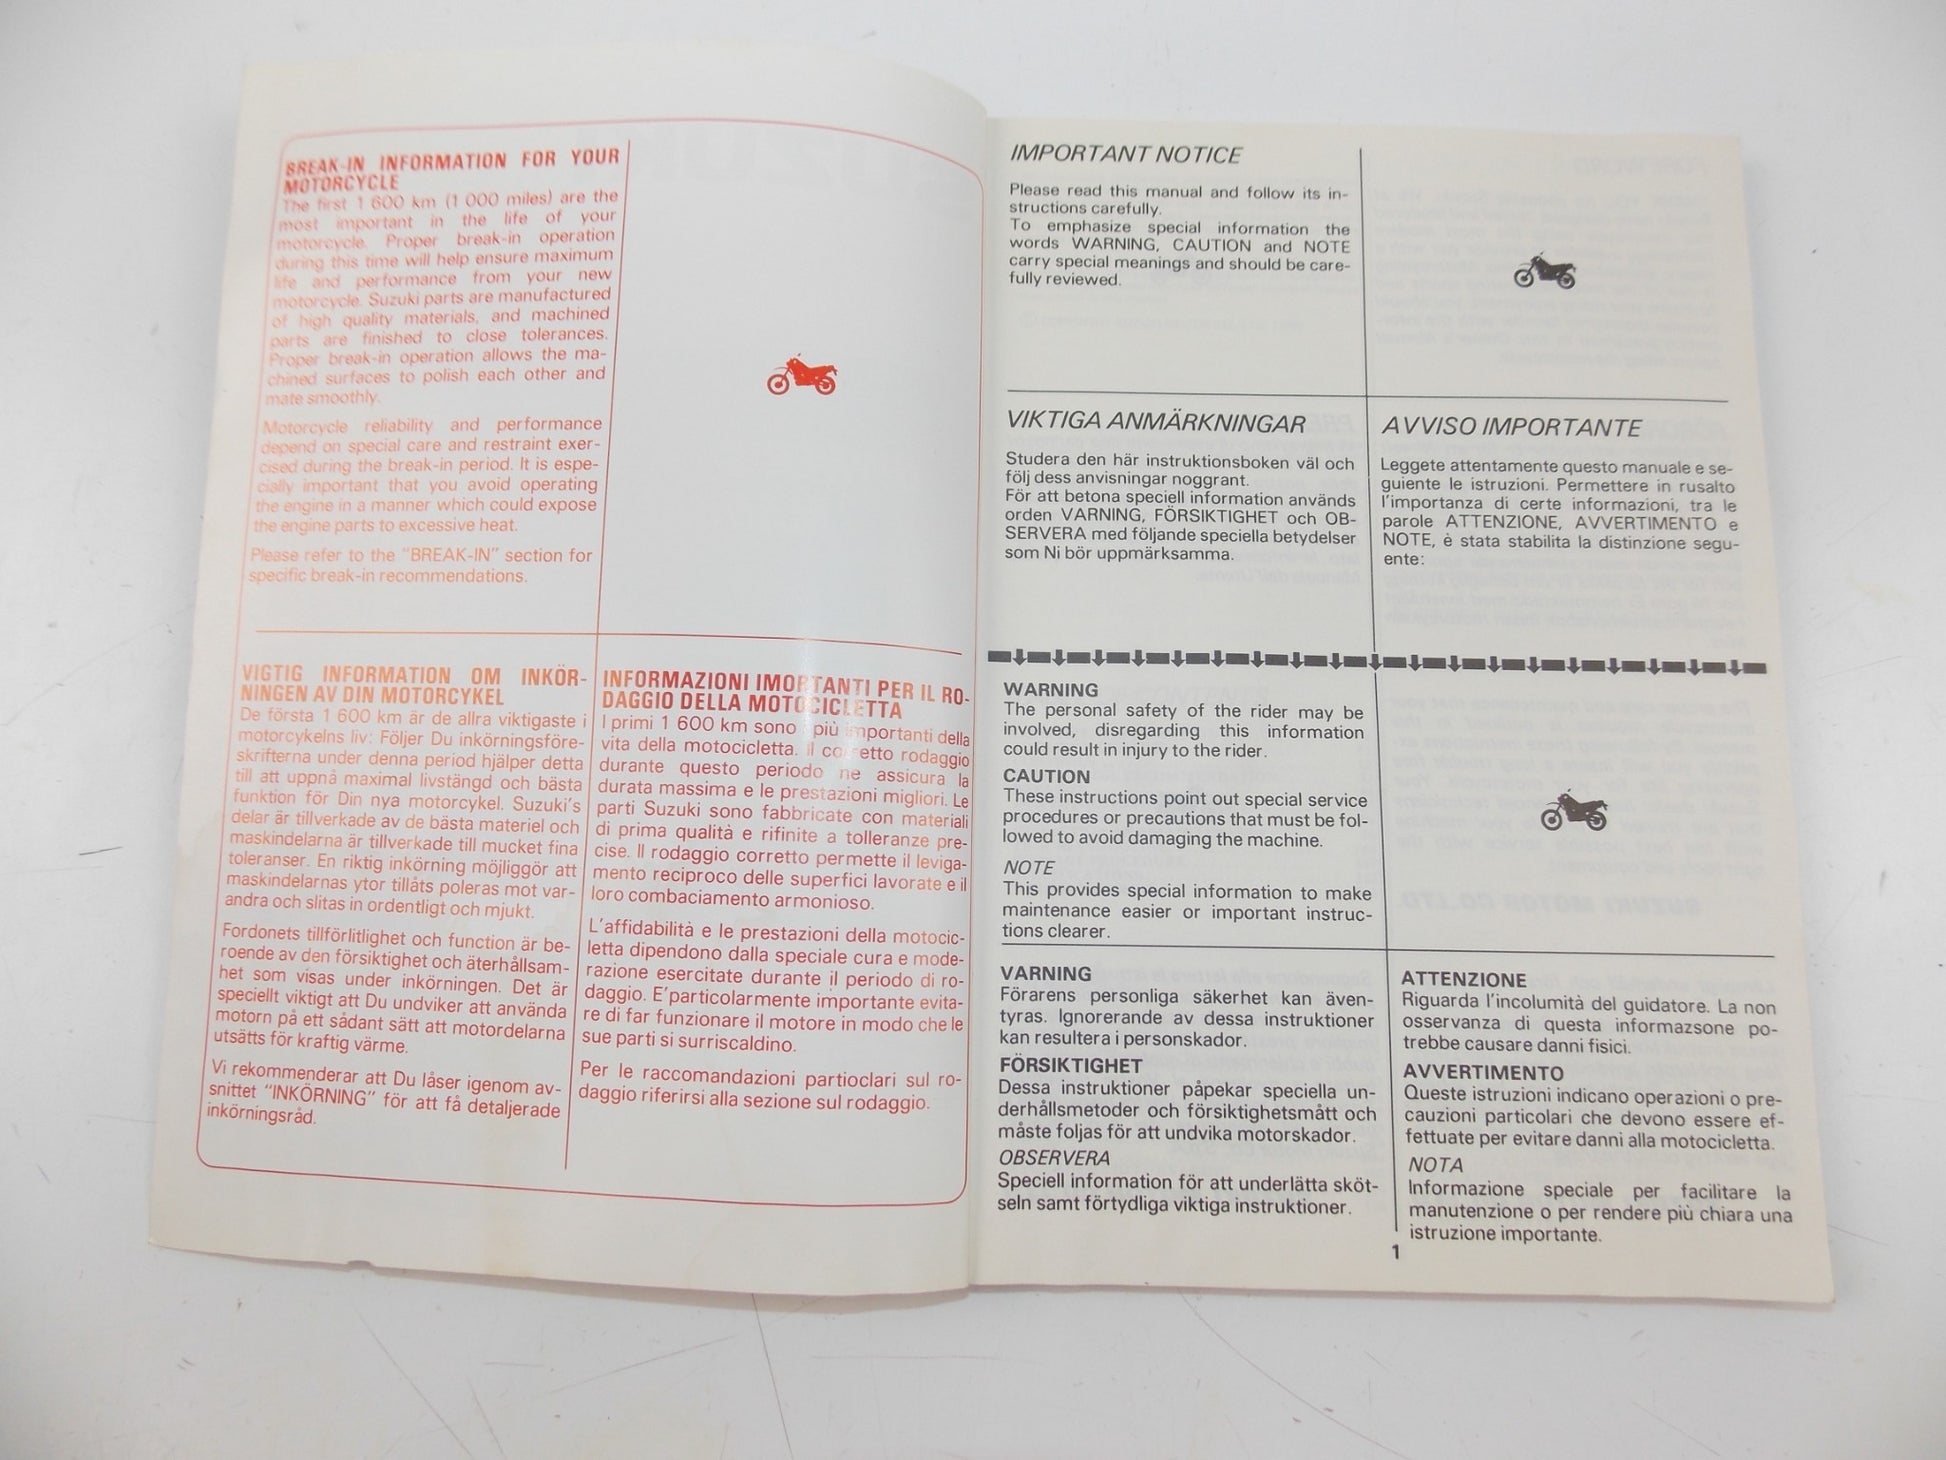 BREAK-IN INFORMATION FOR YOUR
MOTORCYCLE
The first 1 600 km (1 000 miles) are the
most important in the life of your
motorcycle. Proper break-in operation
during this time will help ensure maximum
life and performance from your new
motorcycle. Suzuki parts are manufactured
of high quality materials, and machined
parts are finished to close tolerances.
Proper break-in operation allows the ma-
chined surfaces to polish each other and
mate smoothly.
Motorcycle reliability and performance
depend on special care and restraint exer-
cised during the break-in period. It is espe-
cially important that you avoid operating
the engine in a manner which could expose
the engine parts to excessive heat.
Please refer to the "BREAK-IN" section for
specific break-in recommendations.
VIGTIG INFORMATION OM INKÖR-
NINGEN AV DIN MOTORCYKEL
De första 1 600 km är de allra viktigaste i
motorcykelns liv: Följer Du inkörningsföre-
skrifterna under denna period hjälper detta
till att uppnå maximal livstängd och bästa
funktion för Din nya motorcykel. Suzuki's
delar är tillverkade av de bästa materiel och
maskindelarna är tillverkade till mucket fina
toleranser. En riktig inkörning möjliggör att
maskindelarnas ytor tillåts poleras mot var-
andra och slitas in ordentligt och mjukt.
Fordonets tillförlitlighet och function är be-
roende av den försiktighet och äterhållsam-
het som visas under inkörningen. Det är
speciellt viktigt att Du undviker att använda
motorn på ett sådant sätt att motordelarna
utsätts för kraftig värme.
Vi rekommenderar att Du låser igenom av-
snittet "INKÖRNING" för att få detaljerade
inkörningsråd.
INFORMAZIONI IMORTANTI PER IL RO-
DAGGIO DELLA MOTOCICLETTA
I primi 1 600 km sono i più importanti della
vita della motocicletta. Il corretto rodaggio
durante questo periodo ne assicura la
durata massima e le prestazioni migliori. Le
parti Suzuki sono fabbricate con materiali
di prima qualità e rifinite a tolleranze pre-
cise. Il rodaggio corretto permette il leviga-
mento reciproco delle superfici lavorate e il
loro combaciamento armonioso.
L'affidabilità e le prestazioni della motocic-
letta dipendono dalla speciale cura e mode-
razione esercitate durante il periodo di ro-
daggio. E'particolarmente importante evita-
re di far funzionare il motore in modo che le
sue parti si surriscaldino.
Per le raccomandazioni partioclari sul ro-
daggio riferirsi alla sezione sul rodaggio.
IMPORTANT NOTICE
Please read this manual and follow its in-
structions carefully.
To emphasize special information the
words WARNING, CAUTION and NOTE
carry special meanings and should be care-
fully reviewed.
VIKTIGA ANMÄRKNINGAR
Studera den här instruktionsboken väl och
följ dess anvisningar noggrant.
För att betona speciell information används
orden VARNING, FÖRSIKTIGHET och OB-
SERVERA med följande speciella betydelser
som Ni bör uppmärksamma.
AVVISO IMPORTANTE
Leggete attentamente questo manuale e se-
guiente le istruzioni. Permettere in rusalto
l'importanza di certe informazioni, tra le
parole ATTENZIONE, AVVERTIMENTO e
NOTE, è stata stabilita la distinzione segu-
ente:
WARNING
The personal safety of the rider may be
involved, disregarding this information
could result in injury to the rider.
CAUTION
These instructions point out special service
procedures or precautions that must be fol-
lowed to avoid damaging the machine.
NOTE
This provides special information to make
maintenance easier or important instruc-
tions clearer.
VARNING
Förarens personliga säkerhet kan även-
tyras. Ignorerande av dessa instruktioner
kan resultera i personskador.
FÖRSIKTIGHET
Dessa instruktioner påpekar speciella un-
derhållsmetoder och försiktighetsmått och
måste foljas för att undvika motorskador.
OBSERVERA
Speciell information för att underlätta sköt-
seln samt förtydliga viktiga instruktioner.
ATTENZIONE
Riguarda l'incolumità del guidatore. La non
osservanza di questa informazsone po-
trebbe causare danni fisici.
AVVERTIMENTO
Queste istruzioni indicano operazioni o pre-
cauzioni particolari che devono essere ef-
fettuate per evitare danni alla motocicletta.
NOTA
Informazione speciale per facilitare la
manutenzione o per rendere più chiara una
istruzione importante.
1